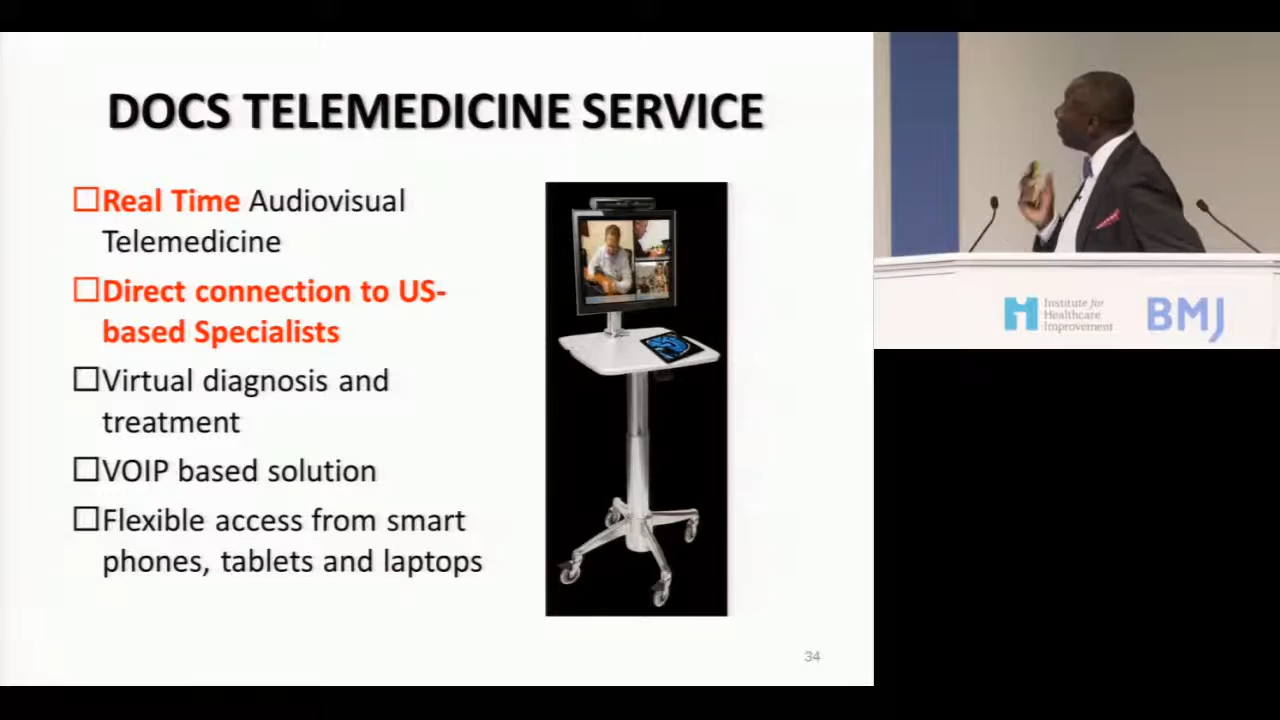 DOCS TELEMEDICINE SERVICE
Real Time Audiovisual
Telemedicine
Direct connection to US-
based Specialists
Virtual diagnosis and
treatment
VOIP based solution
Flexible access from smart
phones, tablets and laptops
34
Institute for
Healthcare
Improvement
BMJ